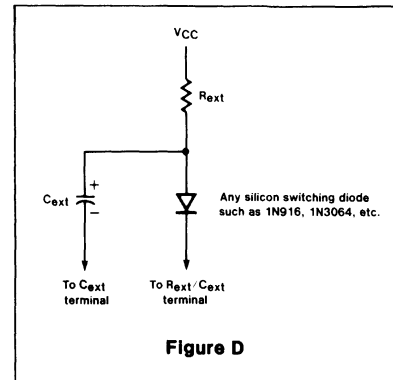 VCC
Rext
+
Cext
−
Any silicon switching diode
such as 1N916, 1N3064, etc.
To Cext
terminal
To Rext/Cext
terminal
Figure D